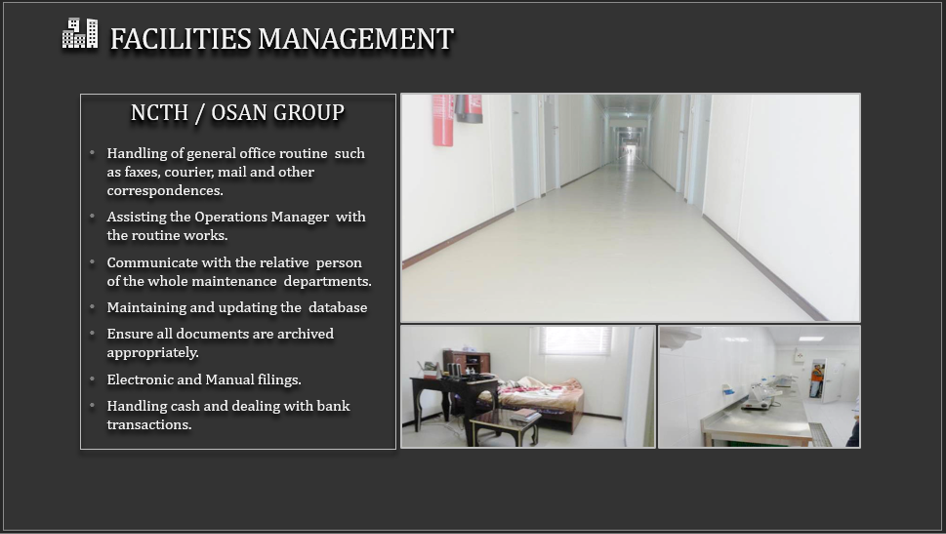 FACILITIES MANAGEMENT
NCTH / OSAN GROUP
• Handling of general office routine such
as faxes, courier, mail and other
correspondences.
• Assisting the Operations Manager with
the routine works.
• Communicate with the relative person
of the whole maintenance departments.
• Maintaining and updating the database
• Ensure all documents are archived
appropriately.
• Electronic and Manual filings.
• Handling cash and dealing with bank
transactions.